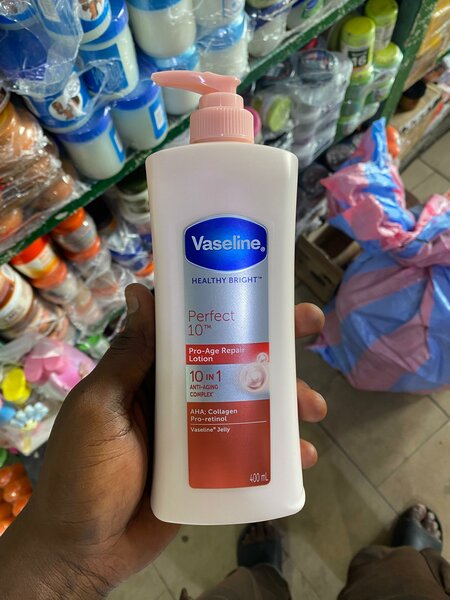 Vaseline®
HEALTHY BRIGHT™
Perfect
10™
Pro-Age Repair
Lotion
10 IN 1
ANTI-AGING
COMPLEX*
AHA; Collagen
Pro-retinol
Vaseline® Jelly
400 mL